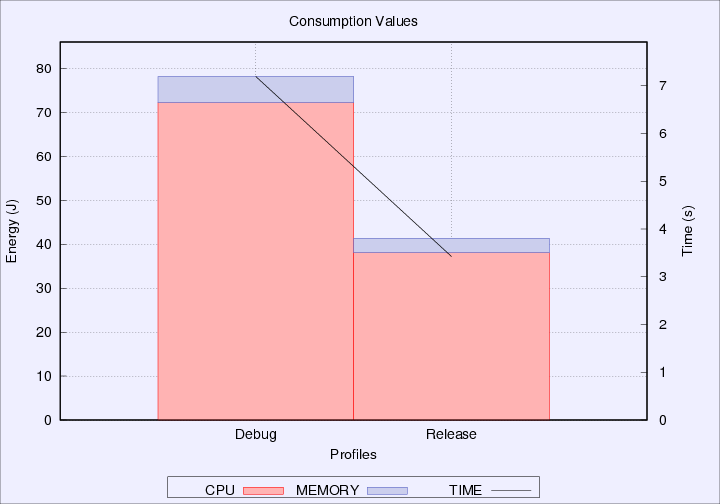 Consumption Values
80
70
60
50
40
30
20
10
0
7
6
5
4
3
2
1
0
Energy (J)
Time (s)
Debug Release
Profiles
CPU MEMORY TIME